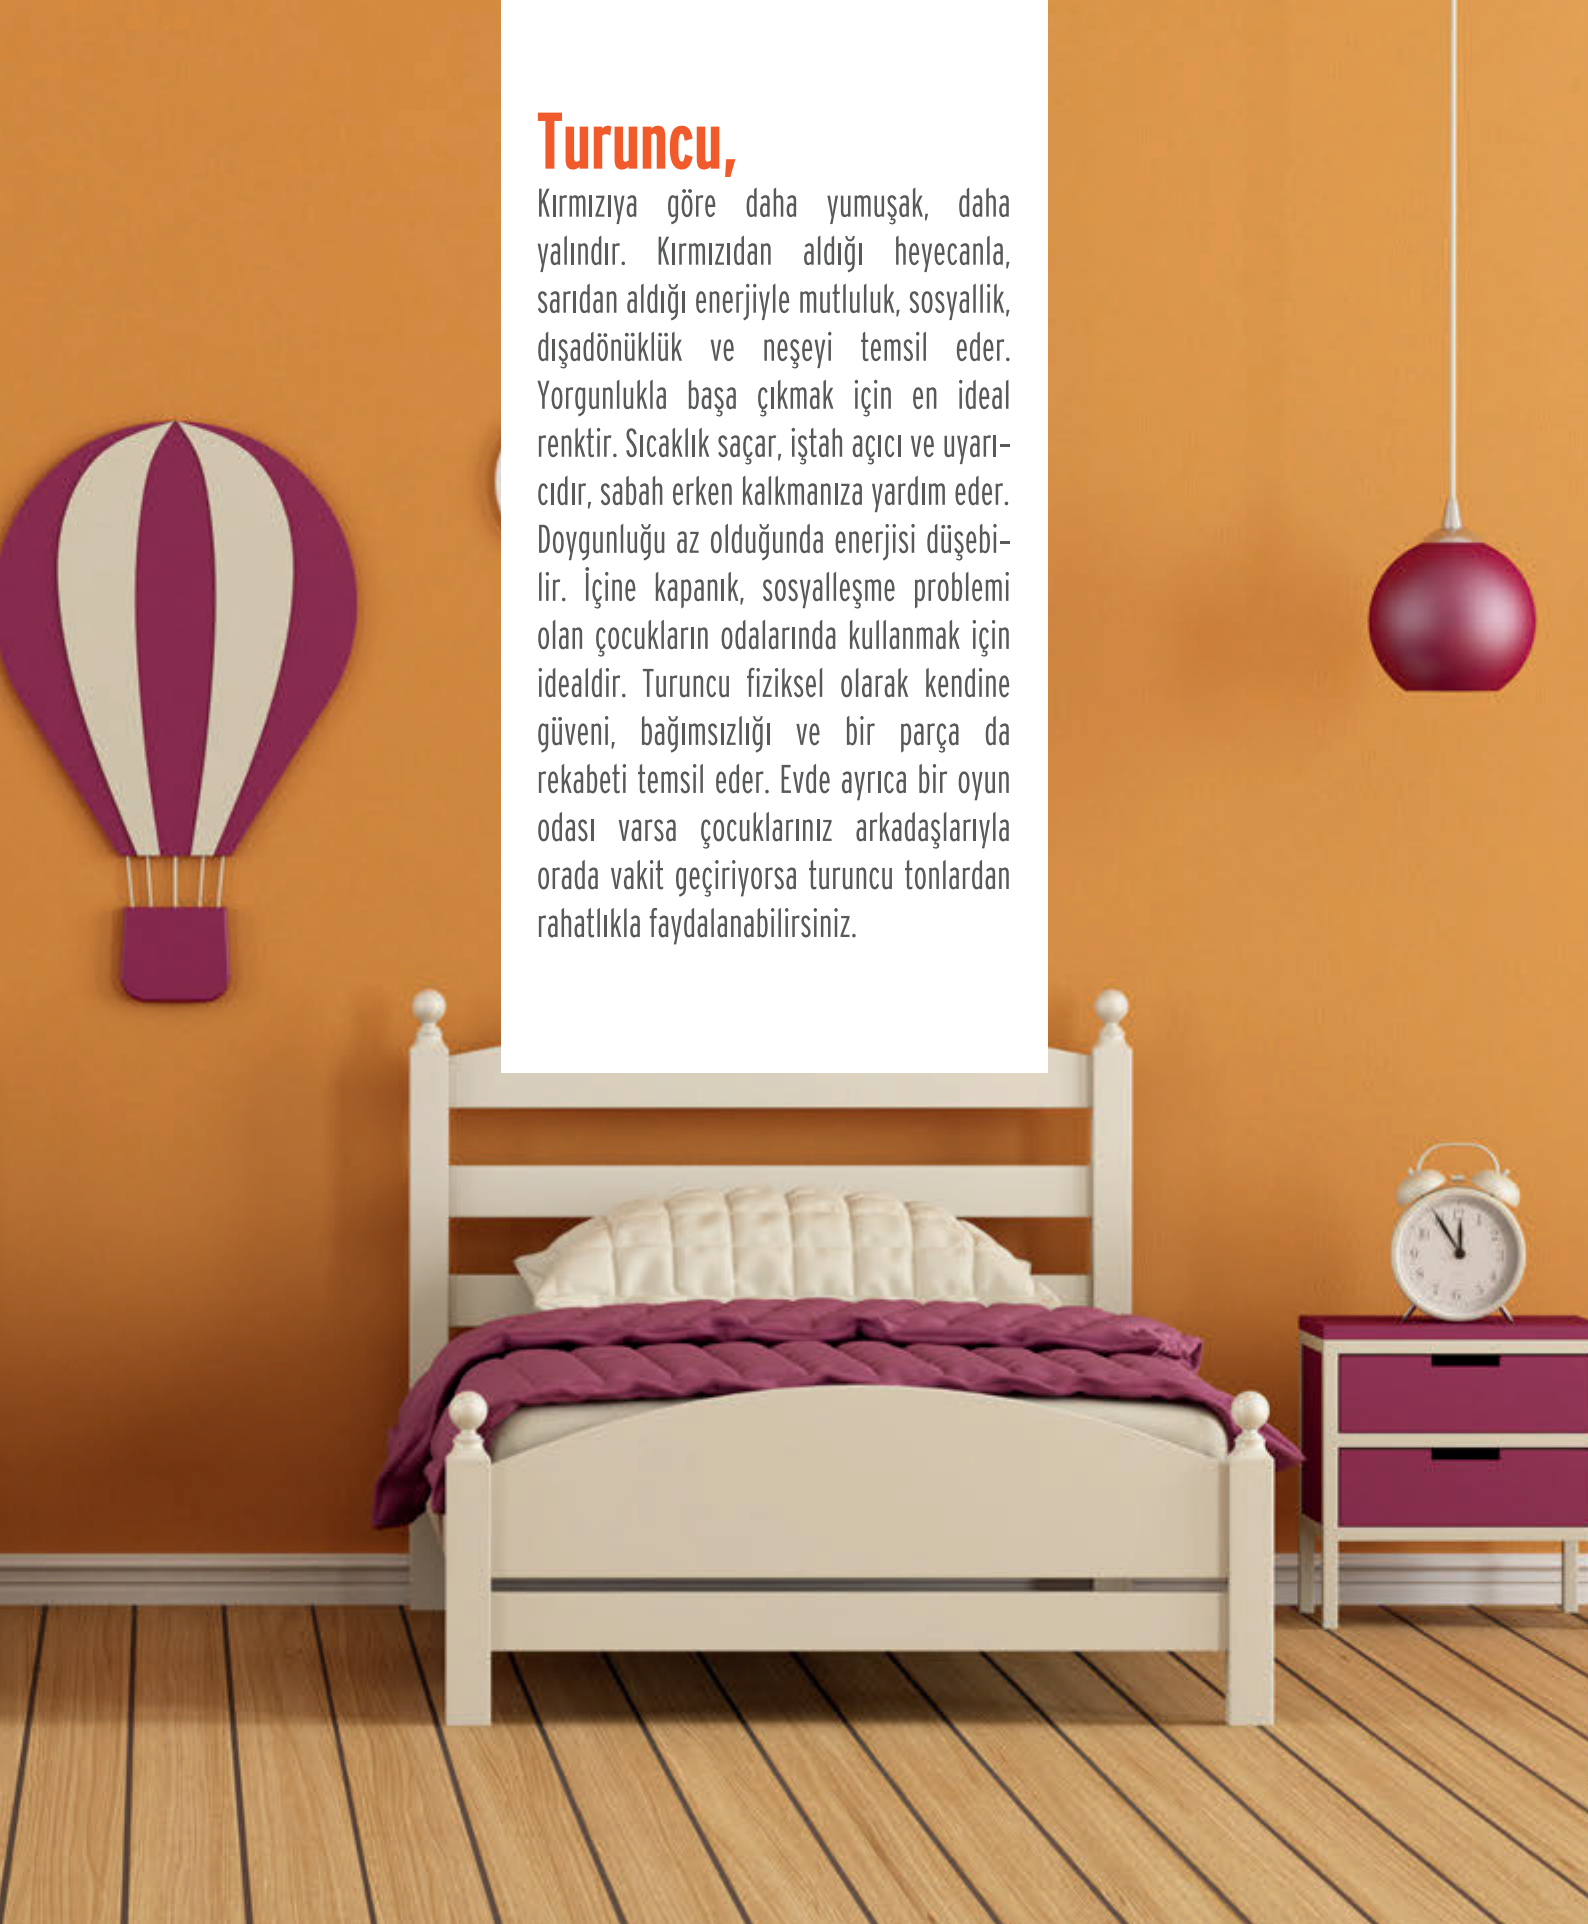 Turuncu,
Kırmızıya göre daha yumuşak, daha
yalındır. Kırmızıdan aldığı heyecanla,
sarıdan aldığı enerjiyle mutluluk, sosyallik,
dışadönüklük ve neşeyi temsil eder.
Yorgunlukla başa çıkmak için en ideal
renktir. Sıcaklık saçar, iştah açıcı ve uyarı-
cıdır, sabah erken kalkmanıza yardım eder.
Doygunluğu az olduğunda enerjisi düşebi-
lir. İçine kapanık, sosyalleşme problemi
olan çocukların odalarında kullanmak için
idealdir. Turuncu fiziksel olarak kendine
güveni, bağımsızlığı ve bir parça da
rekabeti temsil eder. Evde ayrıca bir oyun
odası varsa çocuklarınız arkadaşlarıyla
orada vakit geçiriyorsa turuncu tonlardan
rahatlıkla faydalanabilirsiniz.